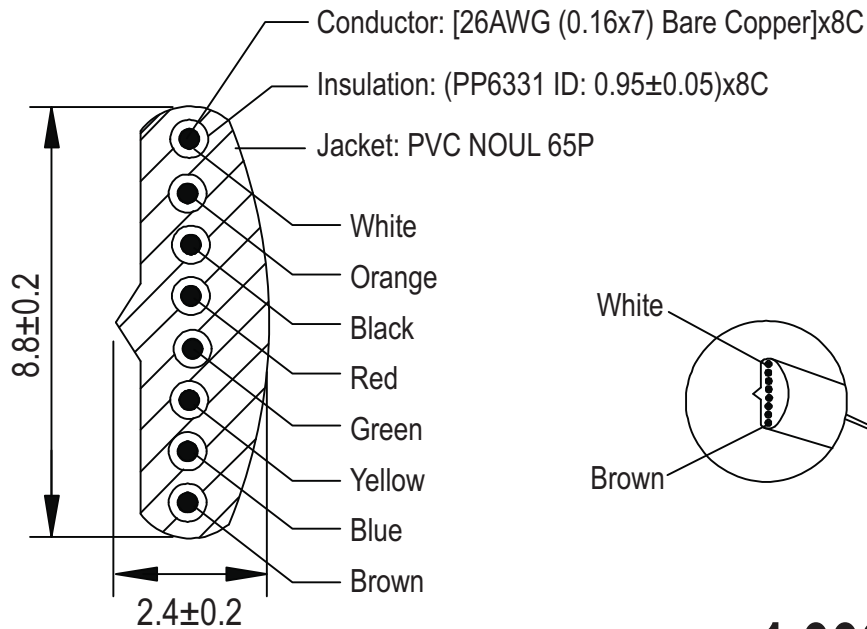 Conductor: [26AWG (0.16x7) Bare Copper]x8C
Insulation: (PP6331 ID: 0.95±0.05)x8C
Jacket: PVC NOUL 65P
White
Orange
Black
Red
Green
Yellow
Blue
Brown
8.8±0.2
2.4±0.2
White
Brown